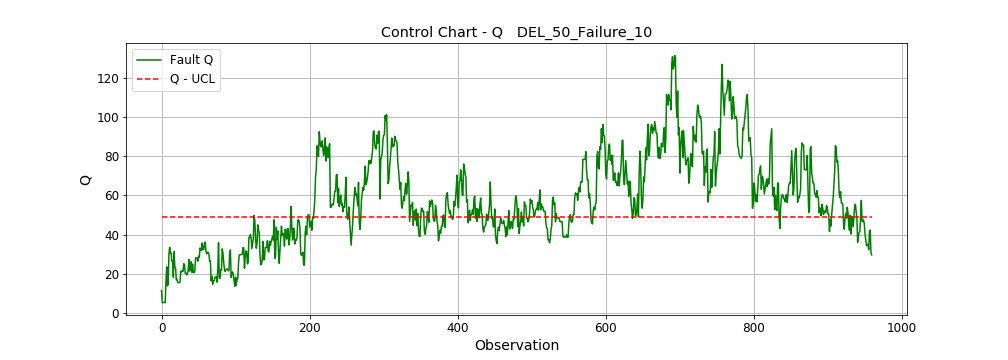 Control Chart - Q   DEL_50_Failure_10
Fault Q
Q - UCL
Q
120
100
80
60
40
20
0
0 200 400 600 800 1000
Observation